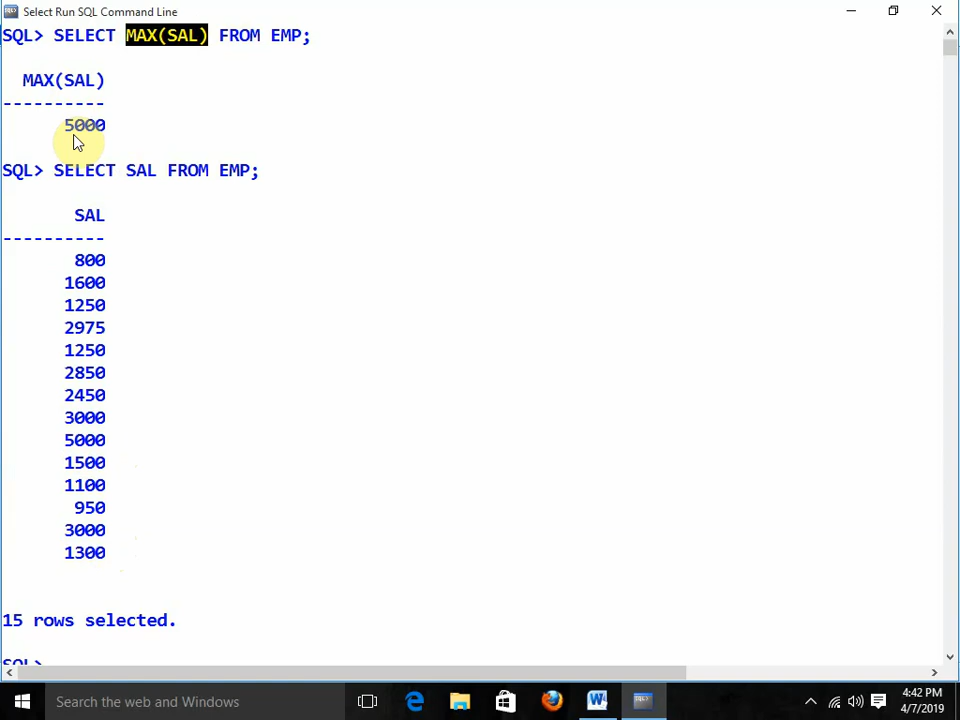 Select Run SQL Command Line
SQL> SELECT MAX(SAL) FROM EMP;
MAX(SAL)
----------
5000
SQL> SELECT SAL FROM EMP;
SAL
----------
800
1600
1250
2975
1250
2850
2450
3000
5000
1500
1100
950
3000
1300
15 rows selected.
SQL>
Search the web and Windows
4:42 PM
4/7/2019